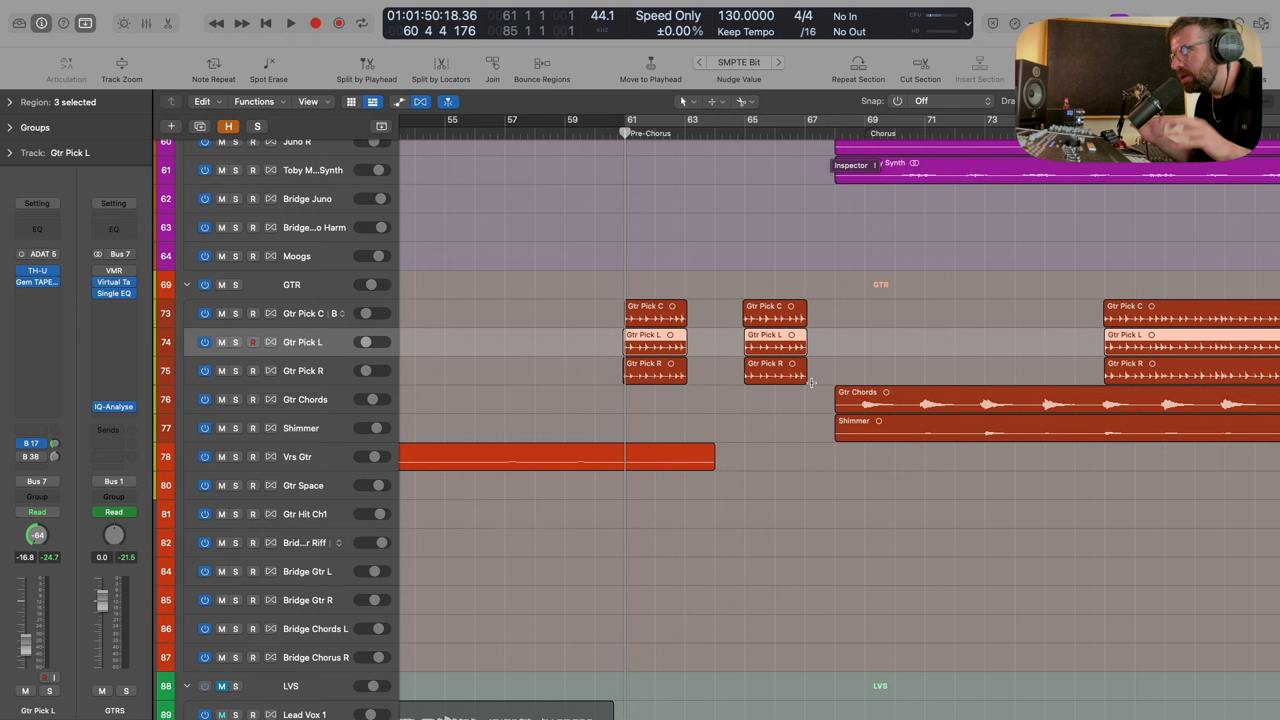 01:01:50:18.36 0061 1 1 1 44.1 Speed Only 130.0000 4/4 No In CPU
60 4 4 176 0085 1 1 1 KHZ ±0.00% Keep Tempo /16 No Out
SMPTE Bit
Articulation Track Zoom Note Repeat Spot Erase Split by Playhead Split by Locators Join Bounce Regions Move to Playhead Nudge Value Repeat Section Cut Section Insert Section
Region: 3 selected Edit Functions View Snap: Off Dra
Groups H S 55 57 59 61 63 65 67 69 71 73
Pre-Chorus Chorus
Track: Gtr Pick L
60 M S R Juno R
Inspector I Synth
61 M S R Toby M...Synth
62 M S R Bridge Juno
63 M S R Bridge...o Harm
64 M S R Moogs
69 M S R GTR GTR
73 M S R Gtr Pick C | B Gtr Pick C Gtr Pick C Gtr Pick C
74 M S R Gtr Pick L Gtr Pick L Gtr Pick L Gtr Pick L
75 M S R Gtr Pick R Gtr Pick R Gtr Pick R Gtr Pick R
76 M S R Gtr Chords Gtr Chords
77 M S R Shimmer Shimmer
78 M S R Vrs Gtr
80 M S R Gtr Space
81 M S R Gtr Hit Ch1
82 M S R Brid...r Riff
84 M S R Bridge Gtr L
85 M S R Bridge Gtr R
86 M S R Bridge Chords L
87 M S R Bridge Chorus R
88 M S LVS LVS
89 M S R Lead Vox 1
Setting Setting
EQ EQ
ADAT 5 Bus 7
TH-U VMR
Gem TAPE... Virtual Ta
Single EQ
IQ-Analyse
B 17 Sends
B 38
Bus 7 Bus 1
Group Group
Read Read
-64
-16.8 -24.7 0.0 -21.5
R I
M S M S
Gtr Pick L GTRS